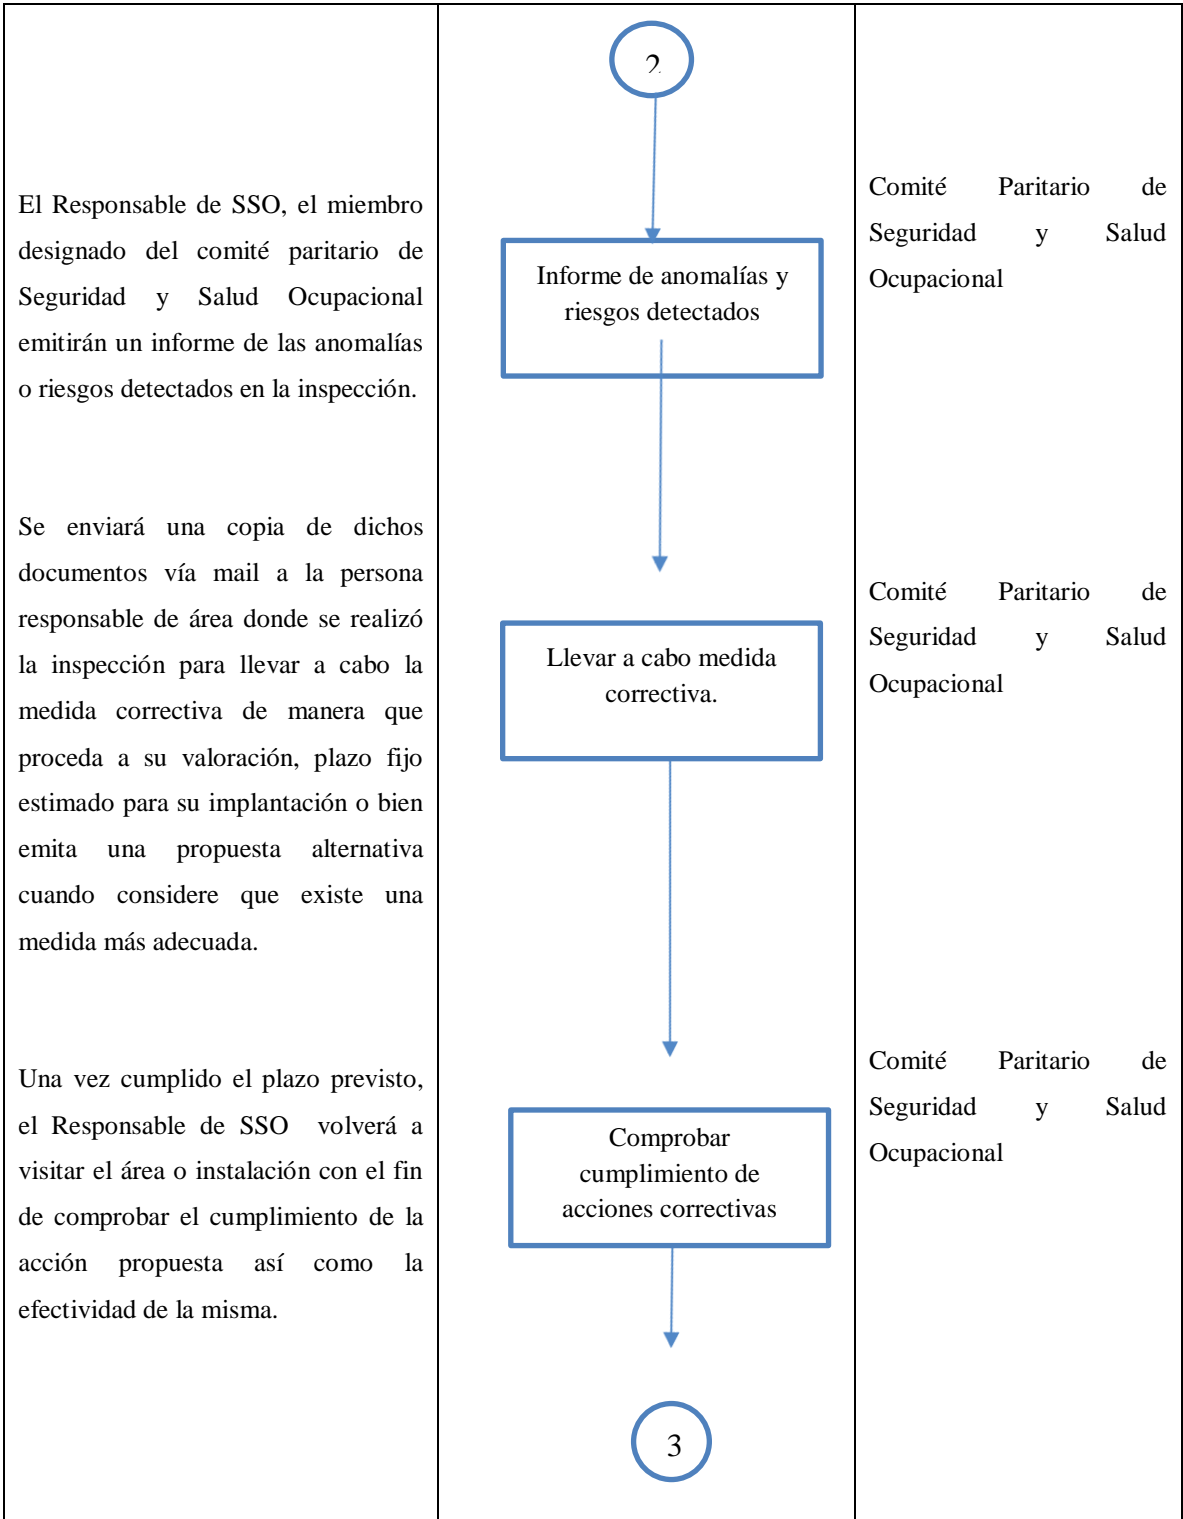 2
El Responsable de SSO, el miembro
designado del comité paritario de
Seguridad y Salud Ocupacional
emitirán un informe de las anomalías
o riesgos detectados en la inspección.
Informe de anomalías y
riesgos detectados
Comité Paritario de
Seguridad y Salud
Ocupacional
Se enviará una copia de dichos
documentos vía mail a la persona
responsable de área donde se realizó
la inspección para llevar a cabo la
medida correctiva de manera que
proceda a su valoración, plazo fijo
estimado para su implantación o bien
emita una propuesta alternativa
cuando considere que existe una
medida más adecuada.
Llevar a cabo medida
correctiva.
Comité Paritario de
Seguridad y Salud
Ocupacional
Una vez cumplido el plazo previsto,
el Responsable de SSO volverá a
visitar el área o instalación con el fin
de comprobar el cumplimiento de la
acción propuesta así como la
efectividad de la misma.
Comprobar
cumplimiento de
acciones correctivas
Comité Paritario de
Seguridad y Salud
Ocupacional
3